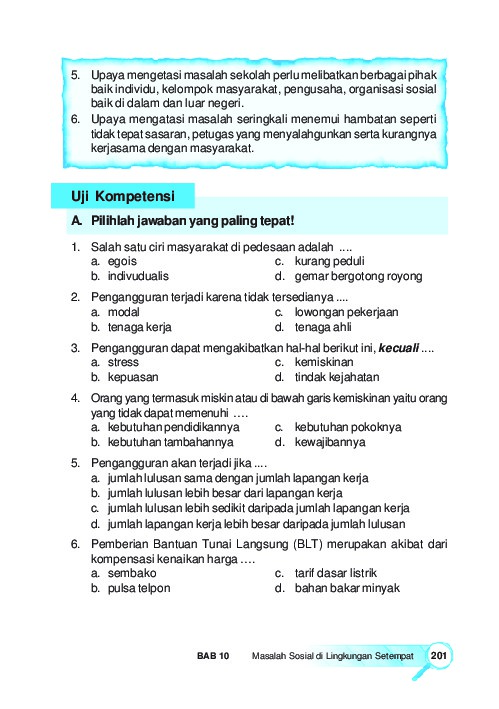 5. Upaya mengetasi masalah sekolah perlu melibatkan berbagai pihak
baik individu, kelompok masyarakat, pengusaha, organisasi sosial
baik di dalam dan luar negeri.
6. Upaya mengatasi masalah seringkali menemui hambatan seperti
tidak tepat sasaran, petugas yang menyalahgunkan serta kurangnya
kerjasama dengan masyarakat.
Uji Kompetensi
A. Pilihlah jawaban yang paling tepat!
1. Salah satu ciri masyarakat di pedesaan adalah ....
a. egois c. kurang peduli
b. indivudualis d. gemar bergotong royong
2. Pengangguran terjadi karena tidak tersedianya ....
a. modal c. lowongan pekerjaan
b. tenaga kerja d. tenaga ahli
3. Pengangguran dapat mengakibatkan hal-hal berikut ini, kecuali ....
a. stress c. kemiskinan
b. kepuasan d. tindak kejahatan
4. Orang yang termasuk miskin atau di bawah garis kemiskinan yaitu orang
yang tidak dapat memenuhi ....
a. kebutuhan pendidikannya c. kebutuhan pokoknya
b. kebutuhan tambahannya d. kewajibannya
5. Pengangguran akan terjadi jika ....
a. jumlah lulusan sama dengan jumlah lapangan kerja
b. jumlah lulusan lebih besar dari lapangan kerja
c. jumlah lulusan lebih sedikit daripada jumlah lapangan kerja
d. jumlah lapangan kerja lebih besar daripada jumlah lulusan
6. Pemberian Bantuan Tunai Langsung (BLT) merupakan akibat dari
kompensasi kenaikan harga ....
a. sembako c. tarif dasar listrik
b. pulsa telpon d. bahan bakar minyak
BAB 10 Masalah Sosial di Lingkungan Setempat 201